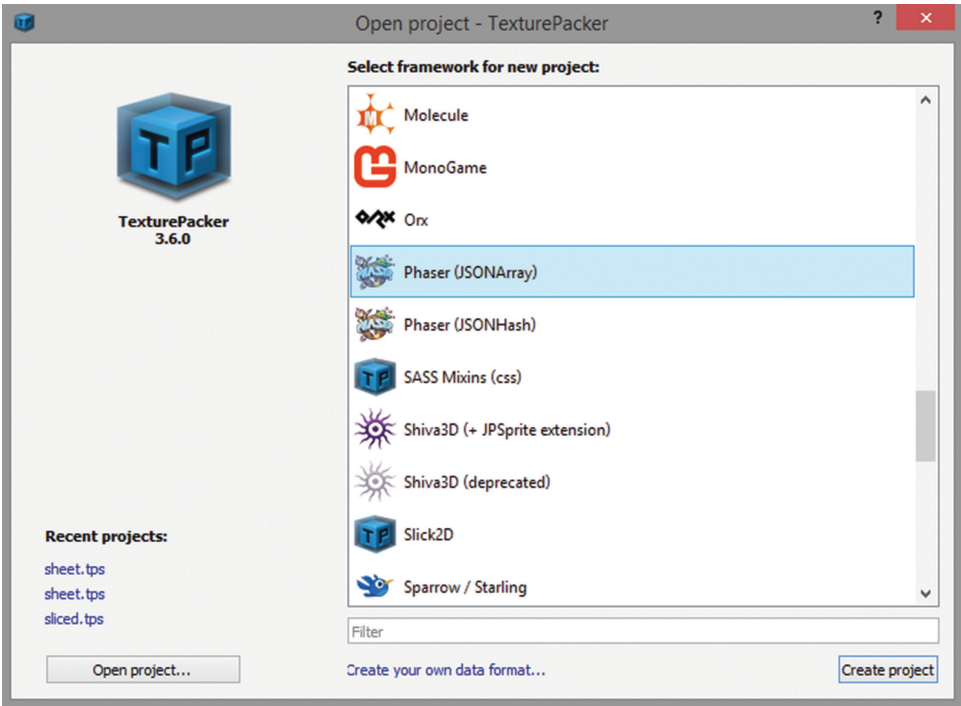 Open project - TexturePacker
?
Select framework for new project:
TP
TexturePacker
3.6.0
Molecule
MonoGame
Orx
Phaser (JSONArray)
Phaser (JSONHash)
SASS Mixins (css)
Shiva3D (+ JPSprite extension)
Shiva3D (deprecated)
Slick2D
Sparrow / Starling
Recent projects:
sheet.tps
sheet.tps
sliced.tps
Filter
Open project...
Create your own data format...
Create project